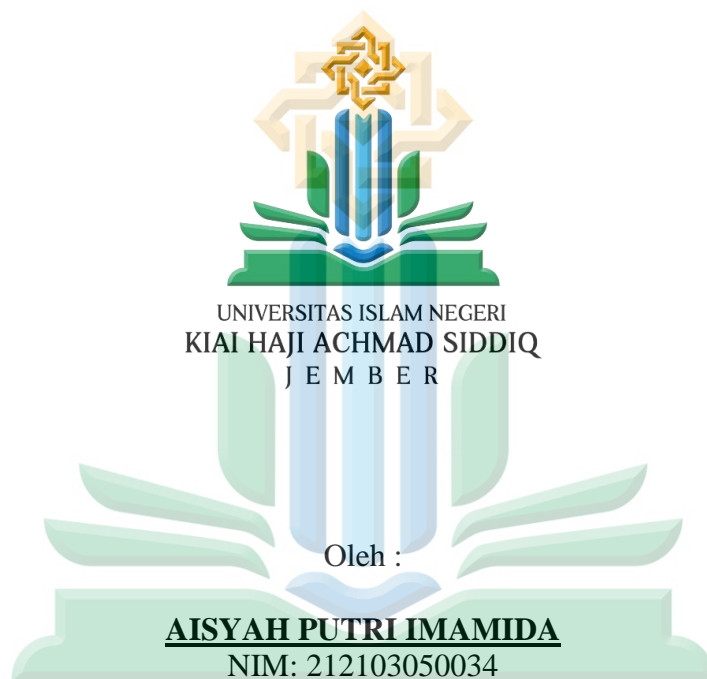 UNIVERSITAS ISLAM NEGERI
KIAI HAJI ACHMAD SIDDIQ
J E M B E R
Oleh :
AISYAH PUTRI IMAMIDA
NIM: 212103050034